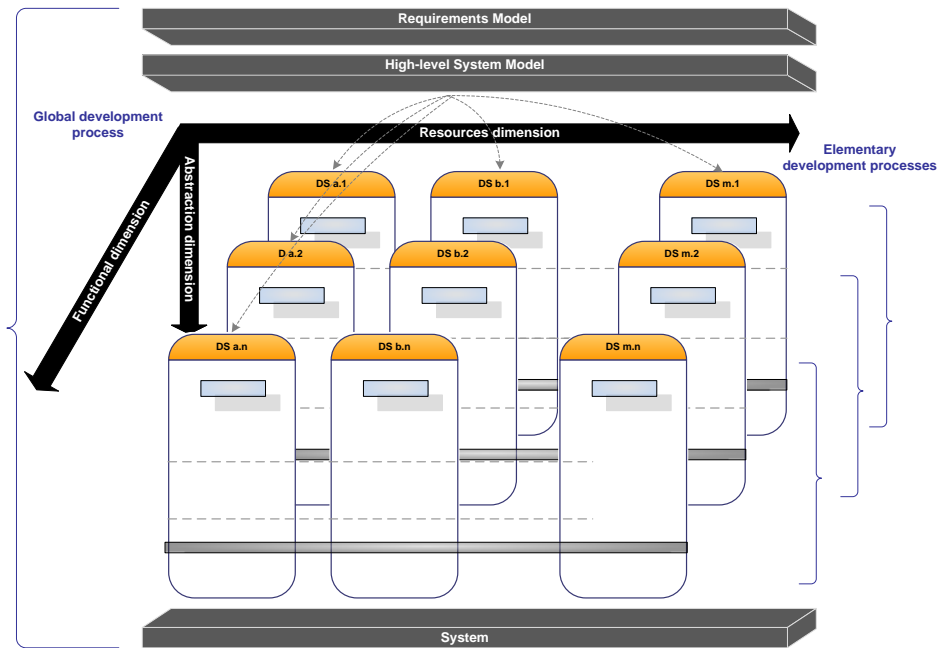 Requirements Model
High-level System Model
Global development
process
Resources dimension
Elementary
development processes
Abstraction dimension
Functional dimension
DS a.1
DS b.1
DS m.1
D a.2
DS b.2
DS m.2
DS a.n
DS b.n
DS m.n
System